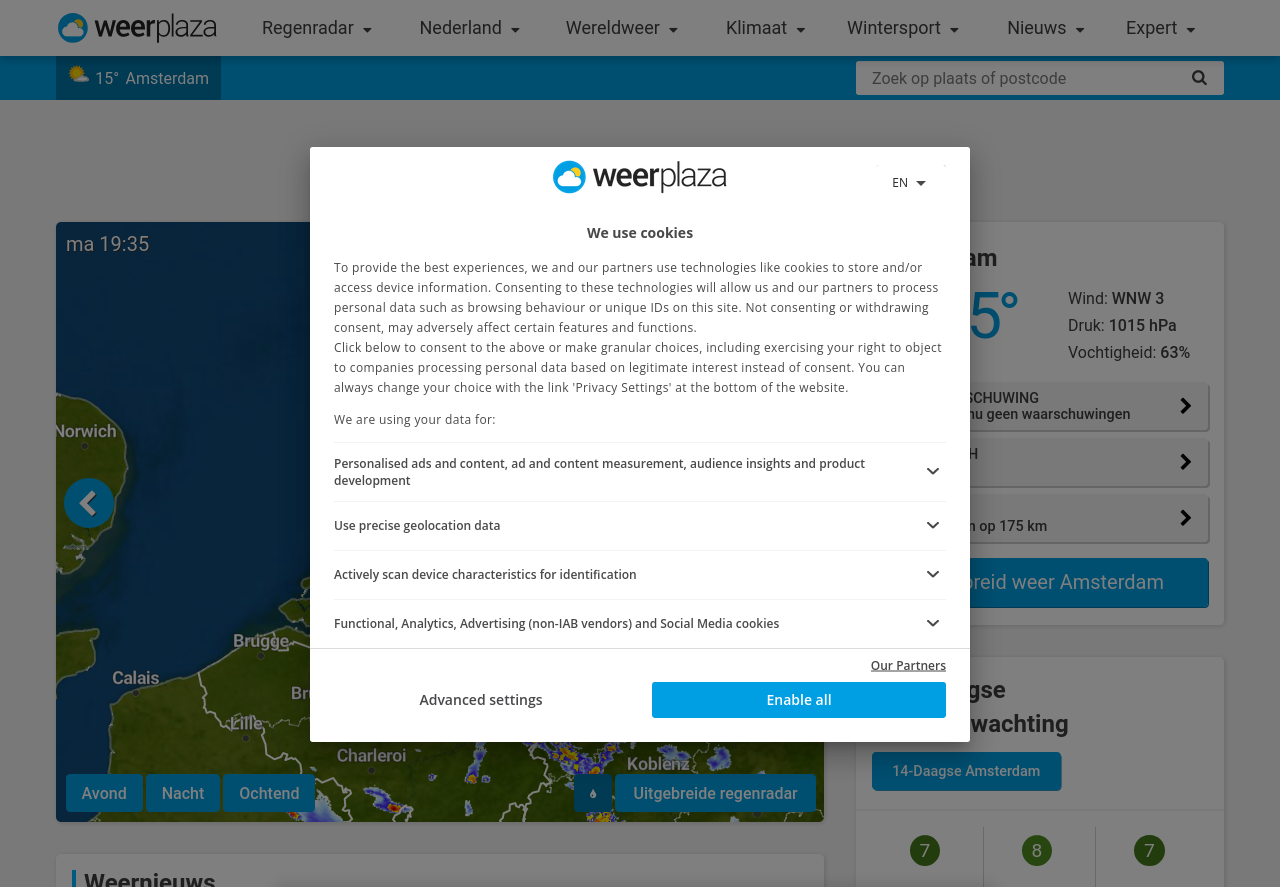 weerplaza
Regenradar
Nederland
Wereldweer
Klimaat
Wintersport
Nieuws
Expert
15° Amsterdam
Zoek op plaats of postcode
ma 19:35
Norwich
Brugge
Calais
Lille
Charleroi
Koblenz
Avond
Nacht
Ochtend
Uitgebreide regenradar
Weernieuws
weerplaza
EN
We use cookies
To provide the best experiences, we and our partners use technologies like cookies to store and/or
access device information. Consenting to these technologies will allow us and our partners to process
personal data such as browsing behaviour or unique IDs on this site. Not consenting or withdrawing
consent, may adversely affect certain features and functions.
Click below to consent to the above or make granular choices, including exercising your right to object
to companies processing personal data based on legitimate interest instead of consent. You can
always change your choice with the link 'Privacy Settings' at the bottom of the website.
We are using your data for:
Personalised ads and content, ad and content measurement, audience insights and product
development
Use precise geolocation data
Actively scan device characteristics for identification
Functional, Analytics, Advertising (non-IAB vendors) and Social Media cookies
Our Partners
Advanced settings
Enable all
am
5°
Wind: WNW 3
Druk: 1015 hPa
Vochtigheid: 63%
SCHUWING
nu geen waarschuwingen
H
n op 175 km
breid weer Amsterdam
gse
wachting
14-Daagse Amsterdam
7
8
7